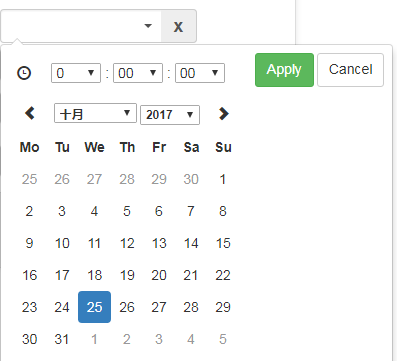 x
0 : 00 : 00 Apply Cancel
十月 2017
Mo Tu We Th Fr Sa Su
25 26 27 28 29 30 1
2 3 4 5 6 7 8
9 10 11 12 13 14 15
16 17 18 19 20 21 22
23 24 25 26 27 28 29
30 31 1 2 3 4 5